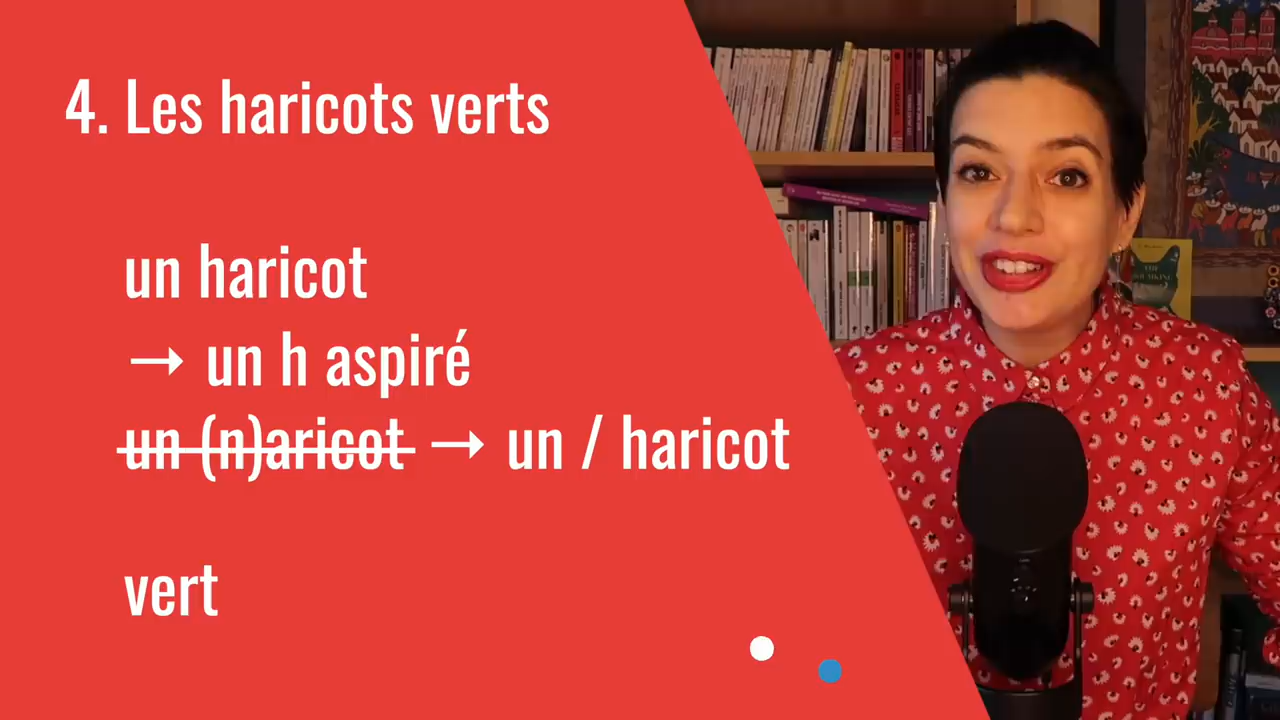 4. Les haricots verts
un haricot
→ un h aspiré
un (n)aricot → un / haricot
vert